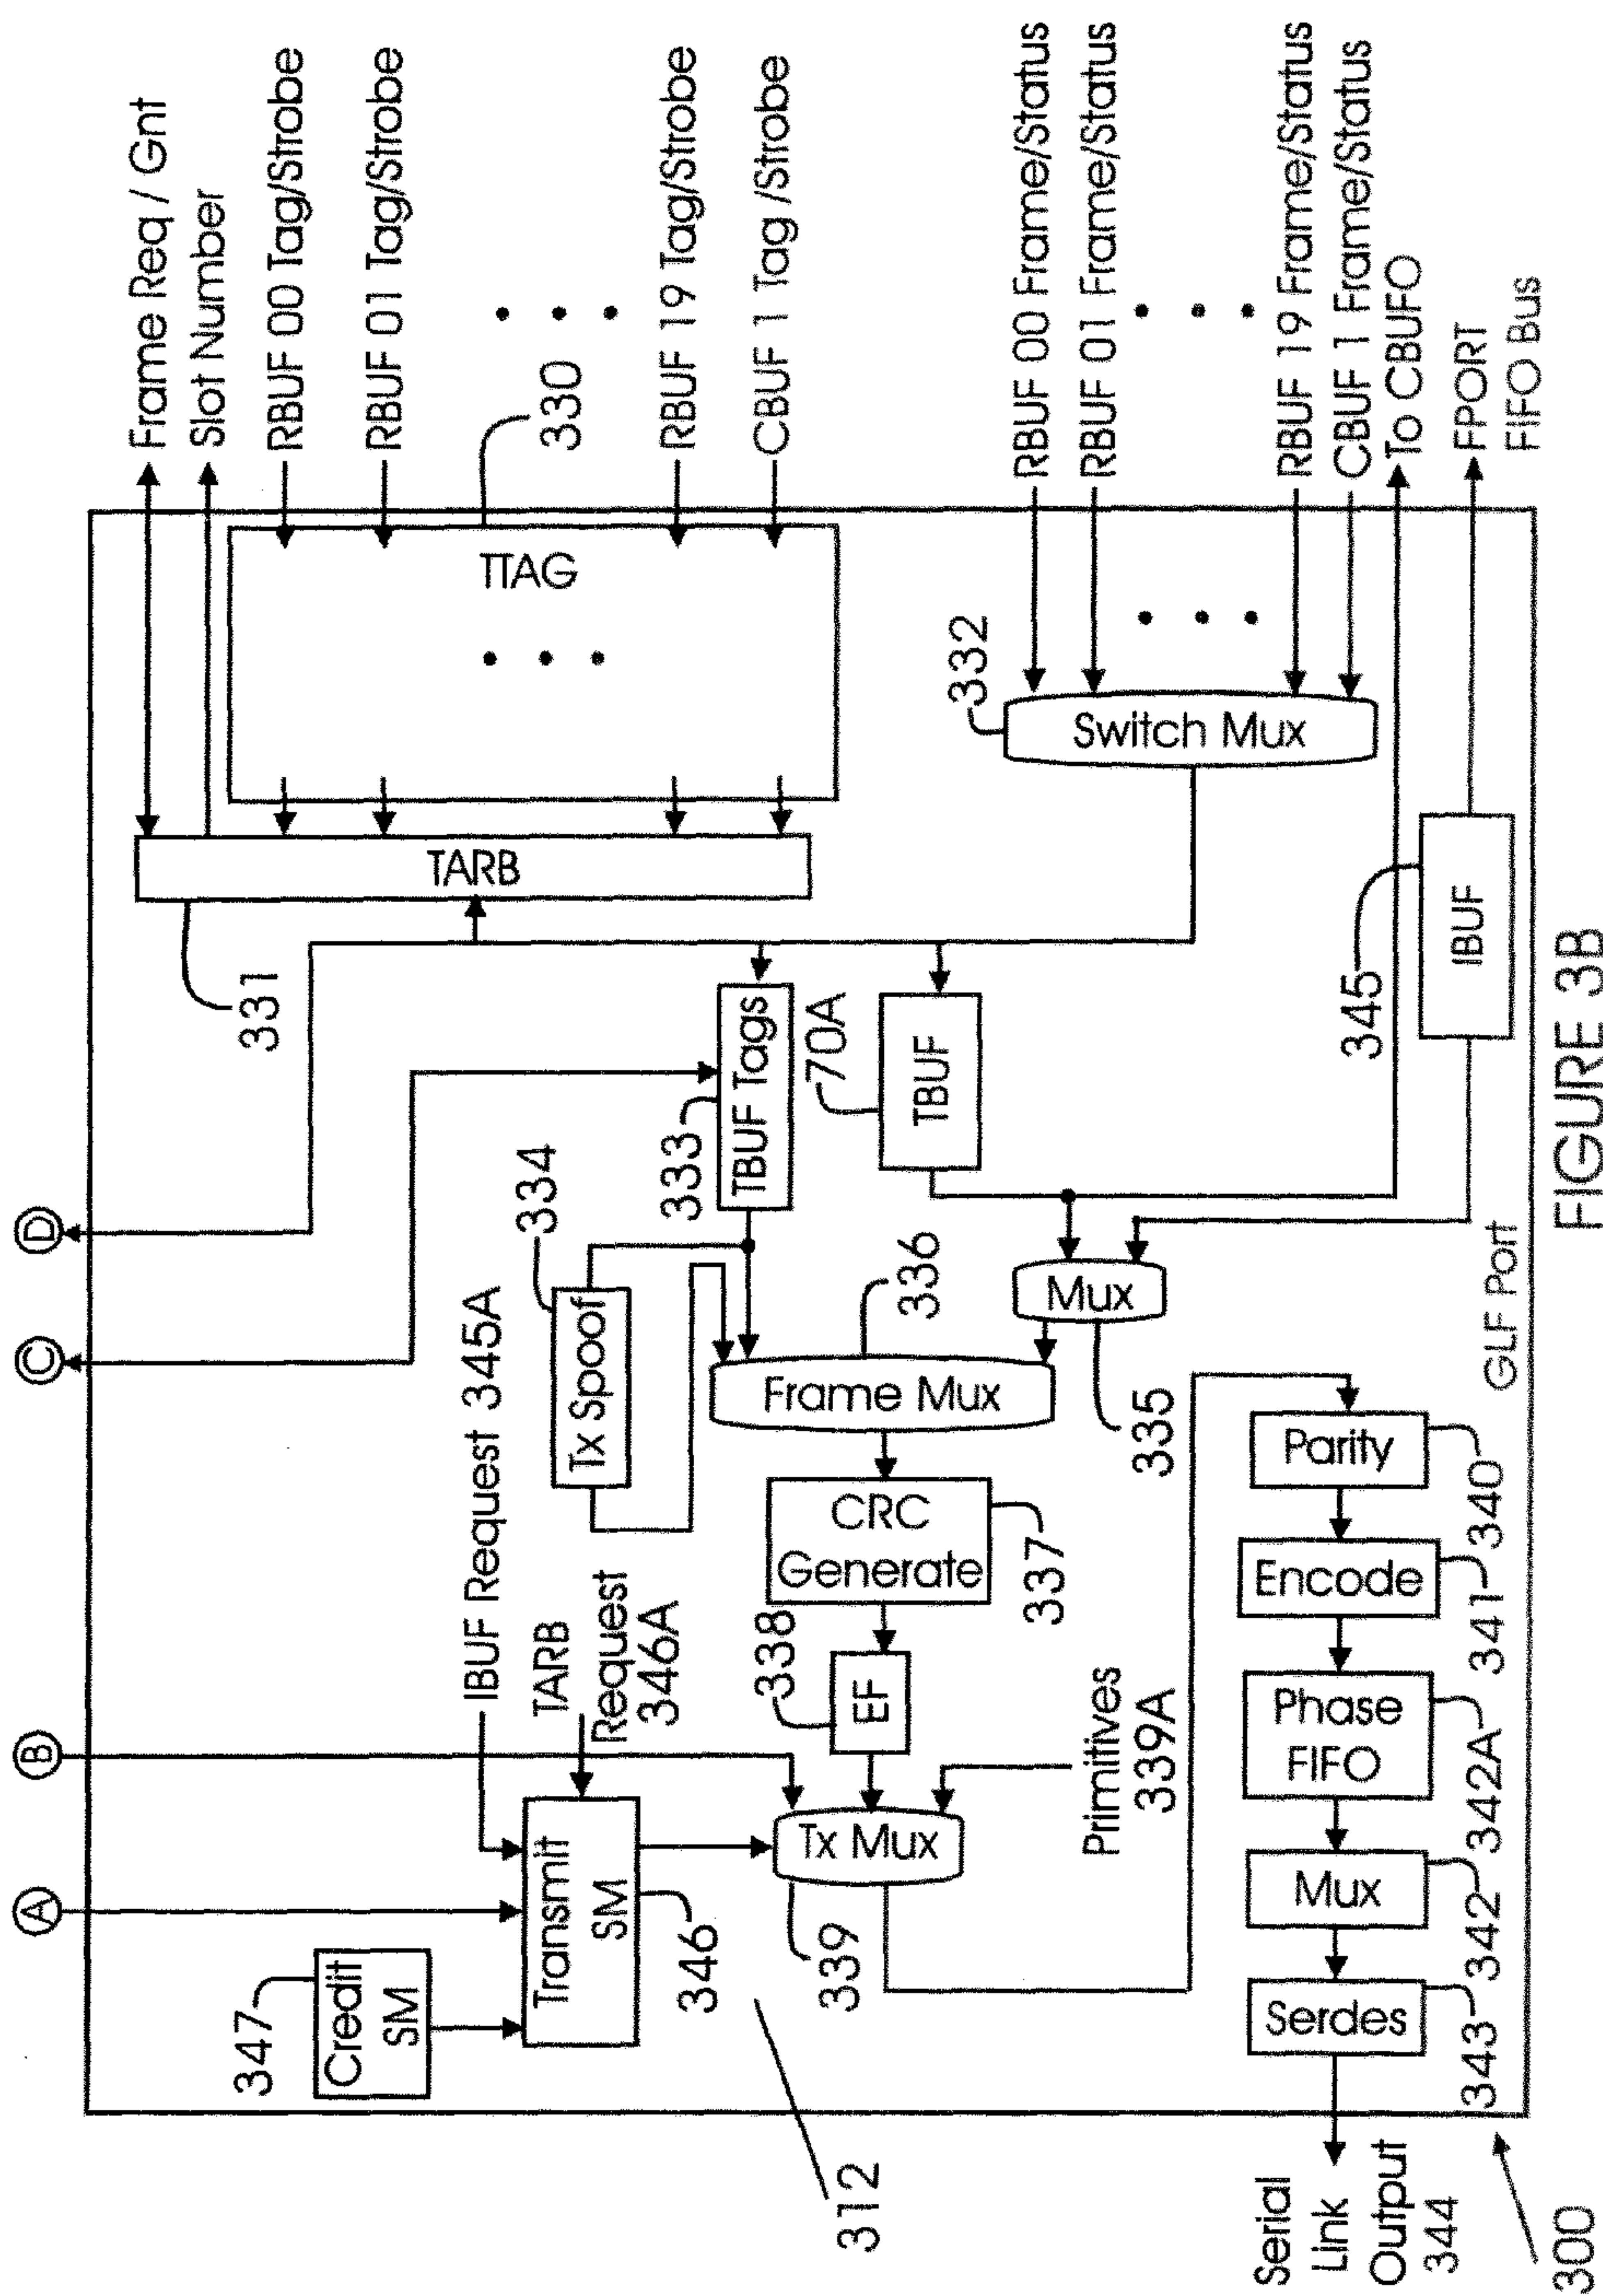 A
B
C
D
347
Credit
SM
Transmit
SM
346
IBUF Request 345A
TARB
Request
346A
334
Tx Spoof
331
TARB
TTAG
330
Frame Req / Gnt
Slot Number
RBUF 00 Tag/Strobe
RBUF 01 Tag/Strobe
RBUF 19 Tag/Strobe
CBUF 1 Tag /Strobe
312
339
Tx Mux
338
EF
CRC
Generate
337
Frame Mux
336
333
TBUF Tags
70A
TBUF
332
Switch Mux
RBUF 00 Frame/Status
RBUF 01 Frame/Status
RBUF 19 Frame/Status
CBUF 1 Frame/Status
To CBUFO
Primitives
339A
335
Mux
345
IBUF
FPORT
FIFO Bus
Serial
Link
Output
344
Serdes
343
Mux
342
Phase
FIFO
342A
Encode
341
Parity
340
GLF Port
300
FIGURE 3B